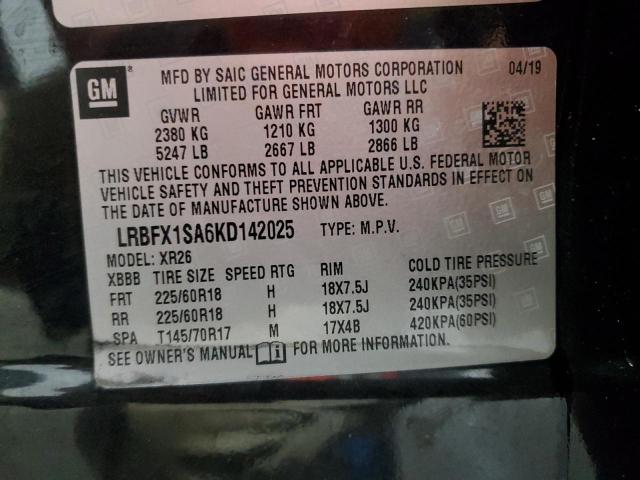 GM
MFD BY SAIC GENERAL MOTORS CORPORATION 04/19
LIMITED FOR GENERAL MOTORS LLC
GVWR GAWR FRT GAWR RR
2380 KG 1210 KG 1300 KG
5247 LB 2667 LB 2866 LB
THIS VEHICLE CONFORMS TO ALL APPLICABLE U.S. FEDERAL MOTOR
VEHICLE SAFETY AND THEFT PREVENTION STANDARDS IN EFFECT ON
THE DATE OF MANUFACTURE SHOWN ABOVE.
LRBFX1SA6KD142025 TYPE: M.P.V.
MODEL: XR26
XBBB TIRE SIZE SPEED RTG RIM COLD TIRE PRESSURE
FRT 225/60R18 H 18X7.5J 240KPA(35PSI)
RR 225/60R18 H 18X7.5J 240KPA(35PSI)
SPA T145/70R17 M 17X4B 420KPA(60PSI)
SEE OWNER'S MANUAL FOR MORE INFORMATION.